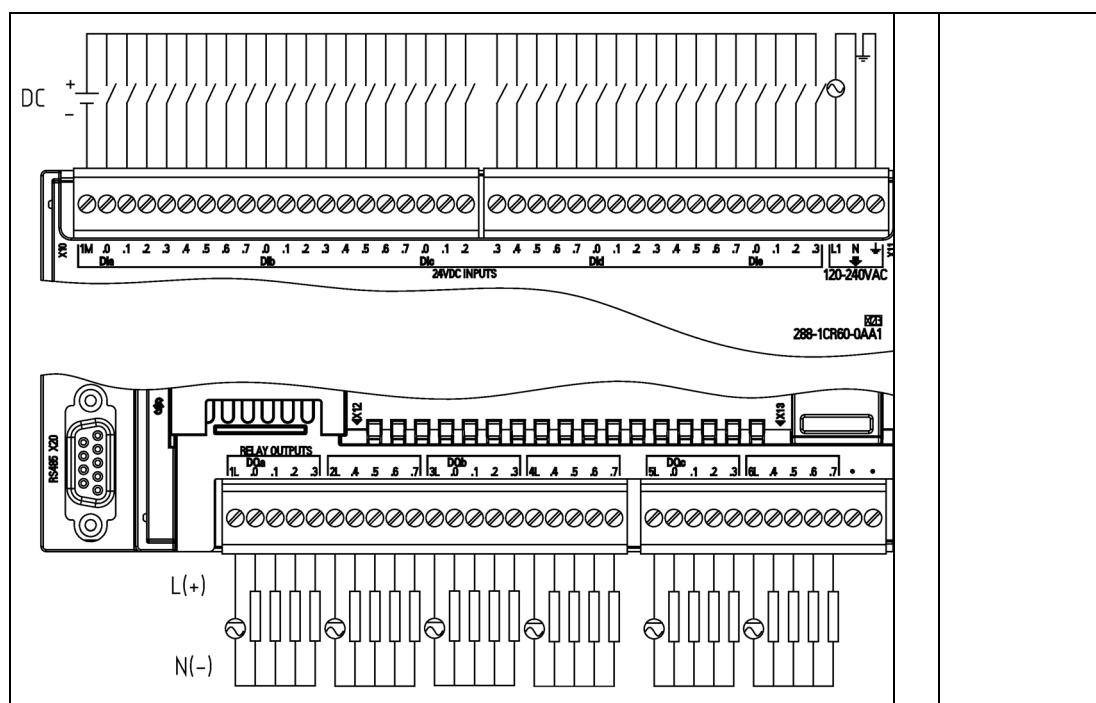 +
DC
-
X10
1M .0 .1 .2 .3 .4 .5 .6 .7 .0 .1 .2 .3 .4 .5 .6 .7 .0 .1 .2 .3 .4 .5 .6 .7 .0 .1 .2 .3 .4 .5 .6 .7 .0 .1 .2 .3 L1 N
X11
DIa DIb DIc DId DIe
24VDC INPUTS
120-240VAC
288-1CR60-0AA1
X12
X13
RS485 X20
RELAY OUTPUTS
DQa DQb DQc
1L .0 .1 .2 .3 2L .4 .5 .6 .7 3L .0 .1 .2 .3 4L .4 .5 .6 .7 5L .0 .1 .2 .3 6L .4 .5 .6 .7
L(+)
N(-)